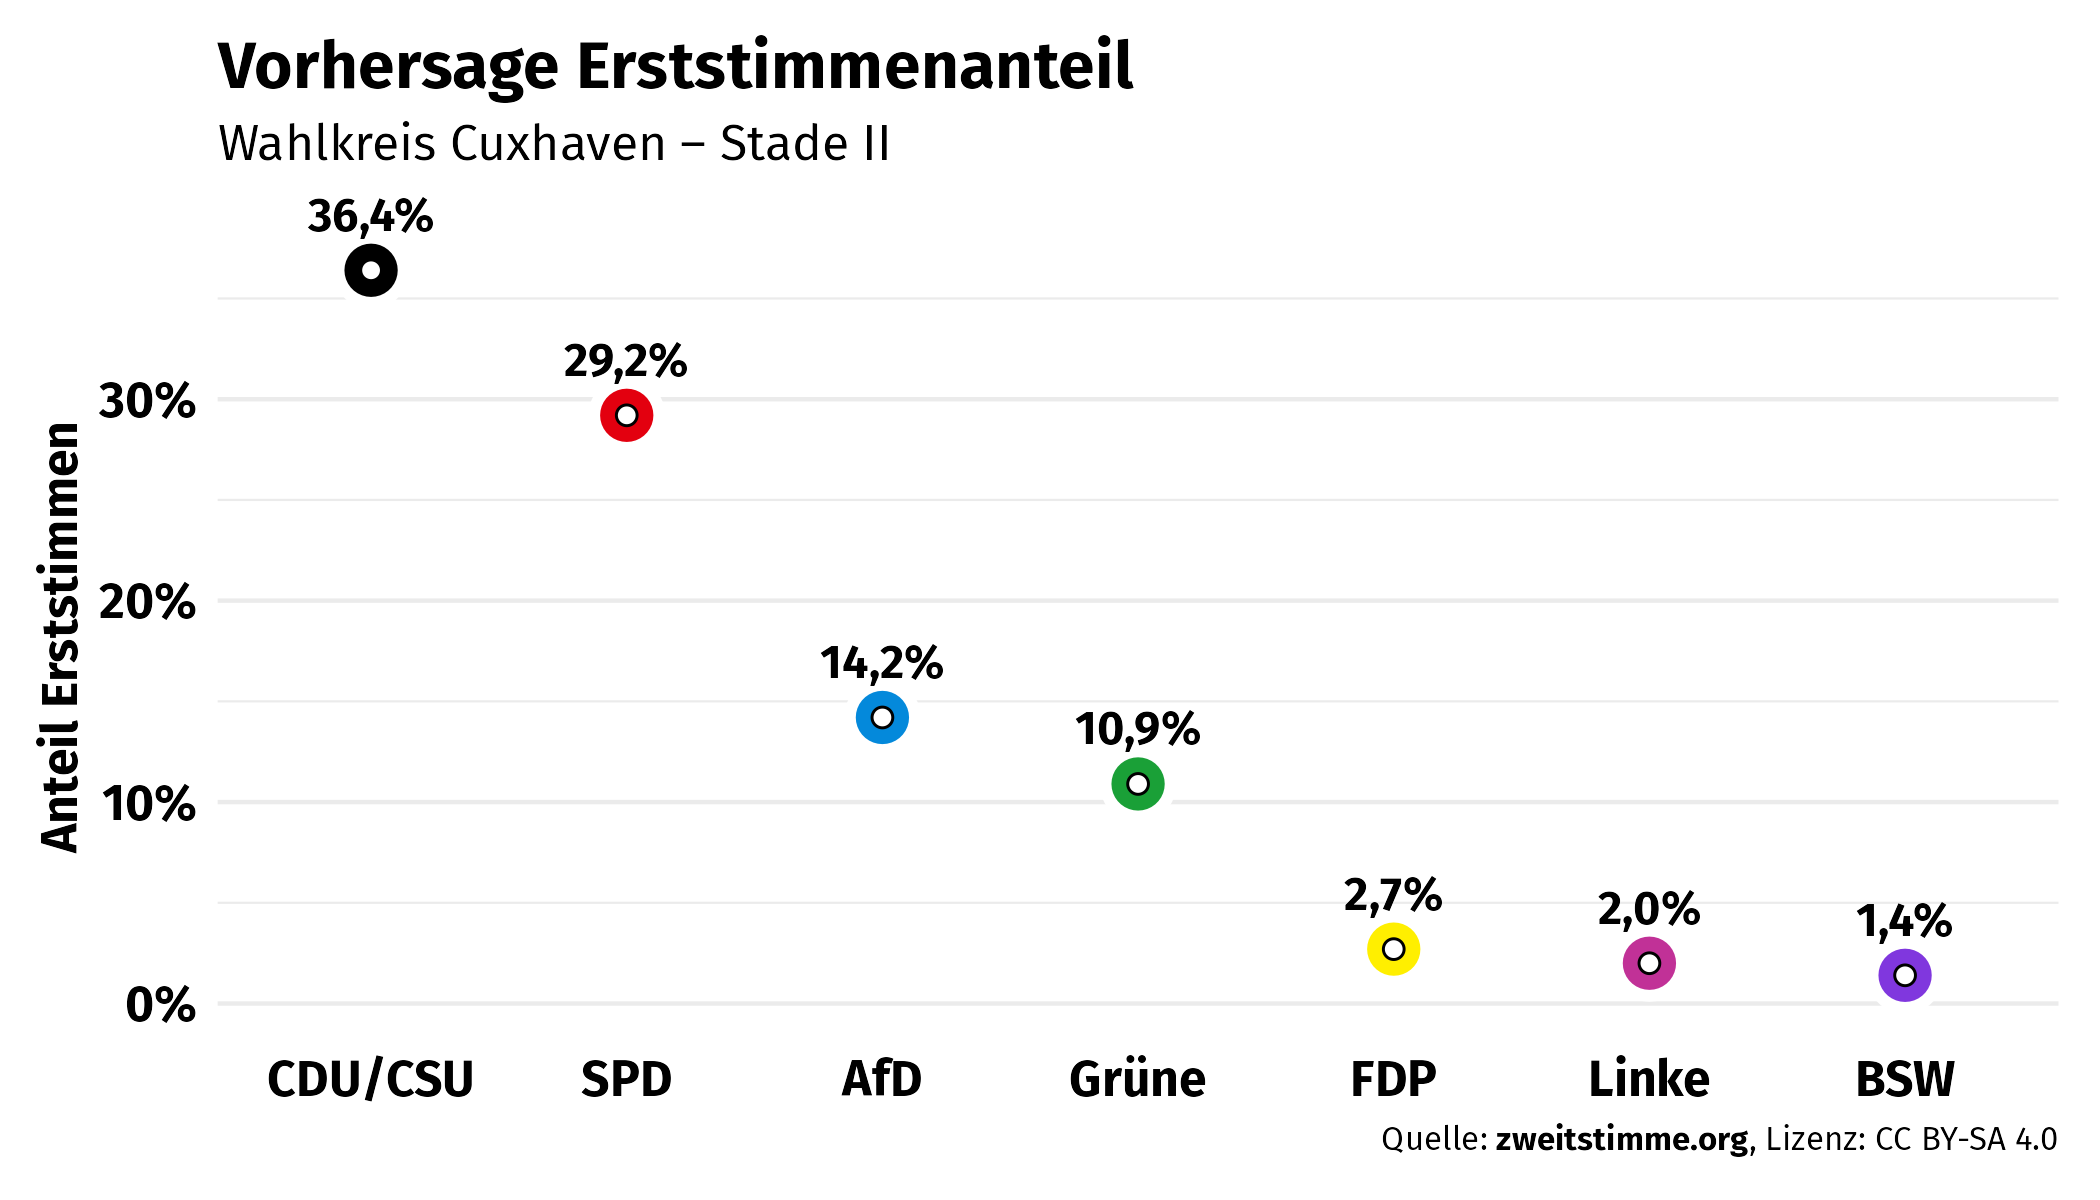 Vorhersage Erststimmenanteil
Wahlkreis Cuxhaven – Stade II
Anteil Erststimmen
30%
20%
10%
0%
36,4%
29,2%
14,2%
10,9%
2,7%
2,0%
1,4%
CDU/CSU SPD AfD Grüne FDP Linke BSW
Quelle: zweitstimme.org, Lizenz: CC BY-SA 4.0